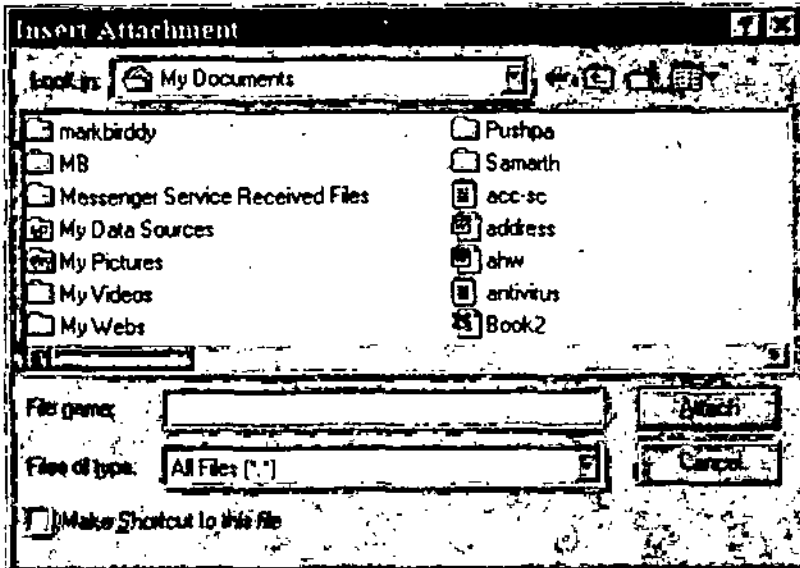 Insert Attachment
Look in: My Documents
markbirddy
MB
Messenger Service Received Files
My Data Sources
My Pictures
My Videos
My Webs
Pushpa
Samarth
acc-sc
address
ahw
antivirus
Book2
File name:
Attach
Files of type: All Files (*.*)
Cancel
Make Shortcut to this file